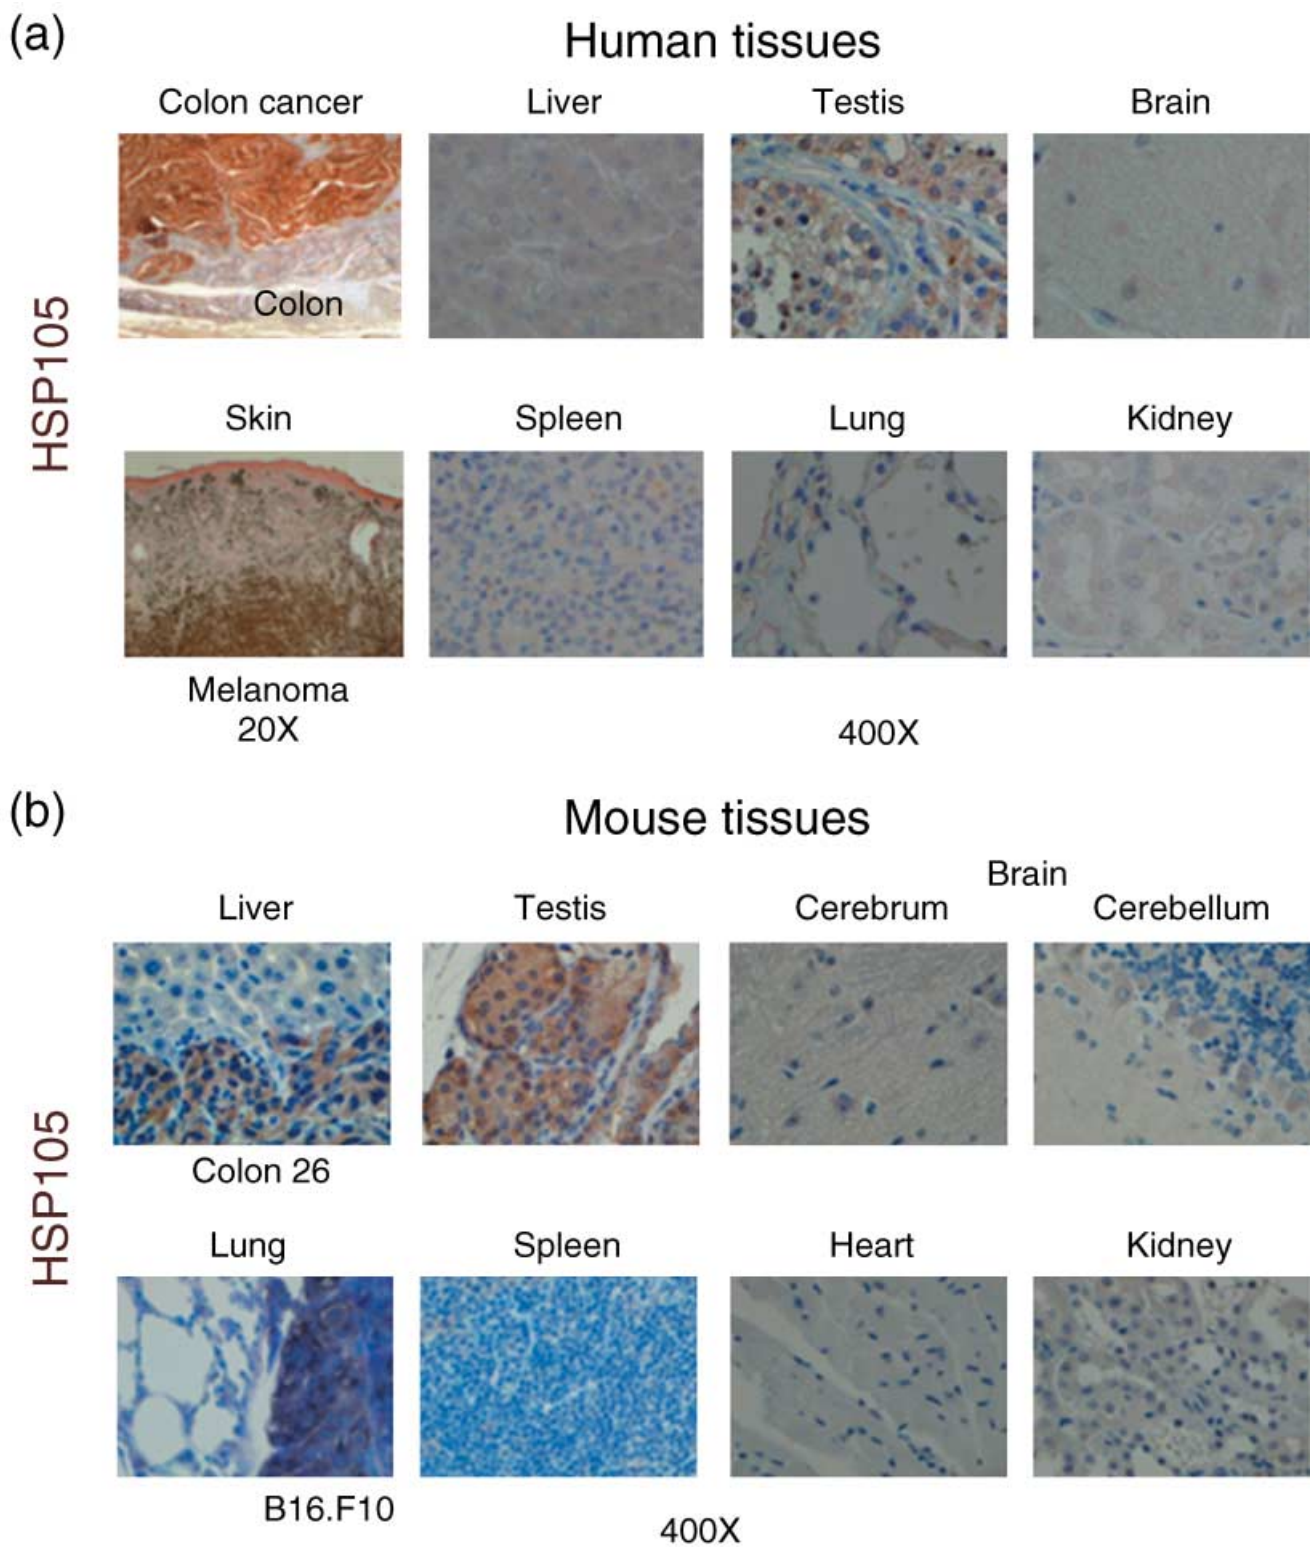 (a)
Human tissues
Colon cancer Liver Testis Brain
Colon
HSP105
Skin Spleen Lung Kidney
Melanoma
20X 400X
(b)
Mouse tissues
Brain
Liver Testis Cerebrum Cerebellum
Colon 26
HSP105
Lung Spleen Heart Kidney
B16.F10
400X